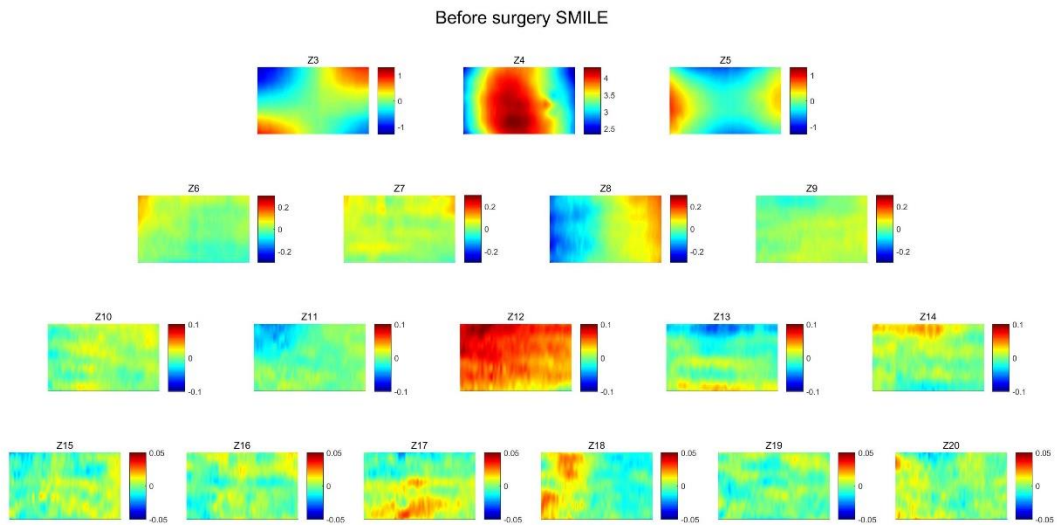 Before surgery SMILE
Z3 Z4 Z5
1 4 1
0 3.5 0
3
-1 2.5 -1
Z6 Z7 Z8 Z9
0.2 0.2 0.2 0.2
0 0 0 0
-0.2 -0.2 -0.2 -0.2
Z10 Z11 Z12 Z13 Z14
0.1 0.1 0.1 0.1 0.1
0 0 0 0 0
-0.1 -0.1 -0.1 -0.1 -0.1
Z15 Z16 Z17 Z18 Z19 Z20
0.05 0.05 0.05 0.05 0.05 0.05
0 0 0 0 0 0
-0.05 -0.05 -0.05 -0.05 -0.05 -0.05